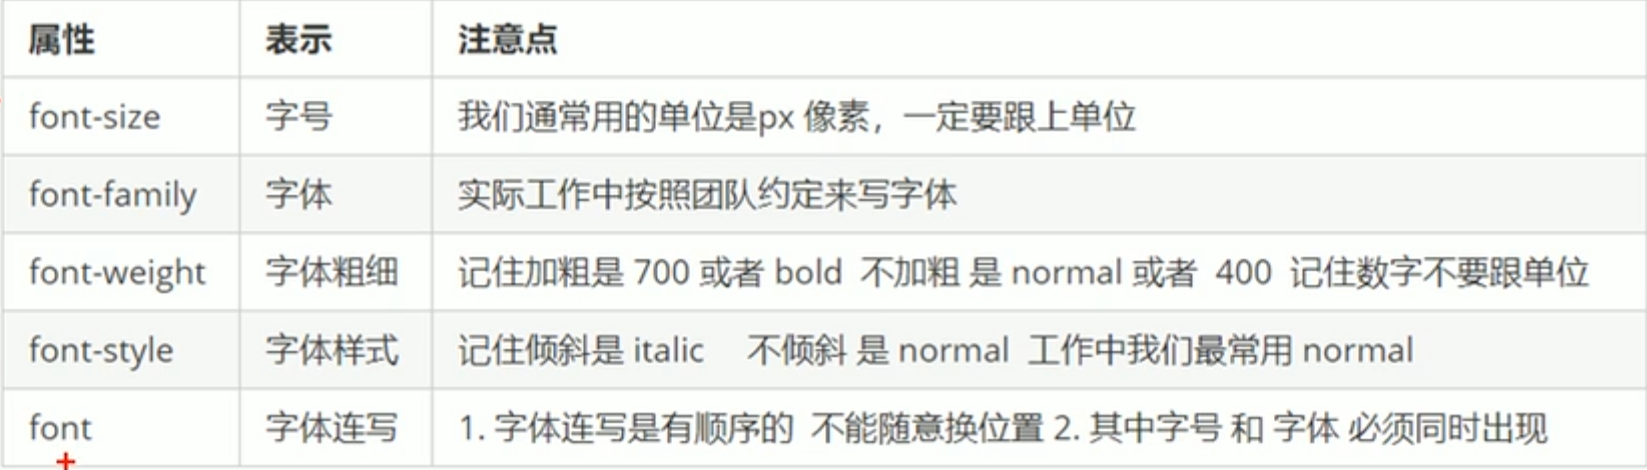 属性 表示 注意点
font-size 字号 我们通常用的单位是px 像素，一定要跟上单位
font-family 字体 实际工作中按照团队约定来写字体
font-weight 字体粗细 记住加粗是 700 或者 bold 不加粗 是 normal 或者 400 记住数字不要跟单位
font-style 字体样式 记住倾斜是 italic 不倾斜 是 normal 工作中我们最常用 normal
font 字体连写 1. 字体连写是有顺序的 不能随意换位置 2. 其中字号 和 字体 必须同时出现